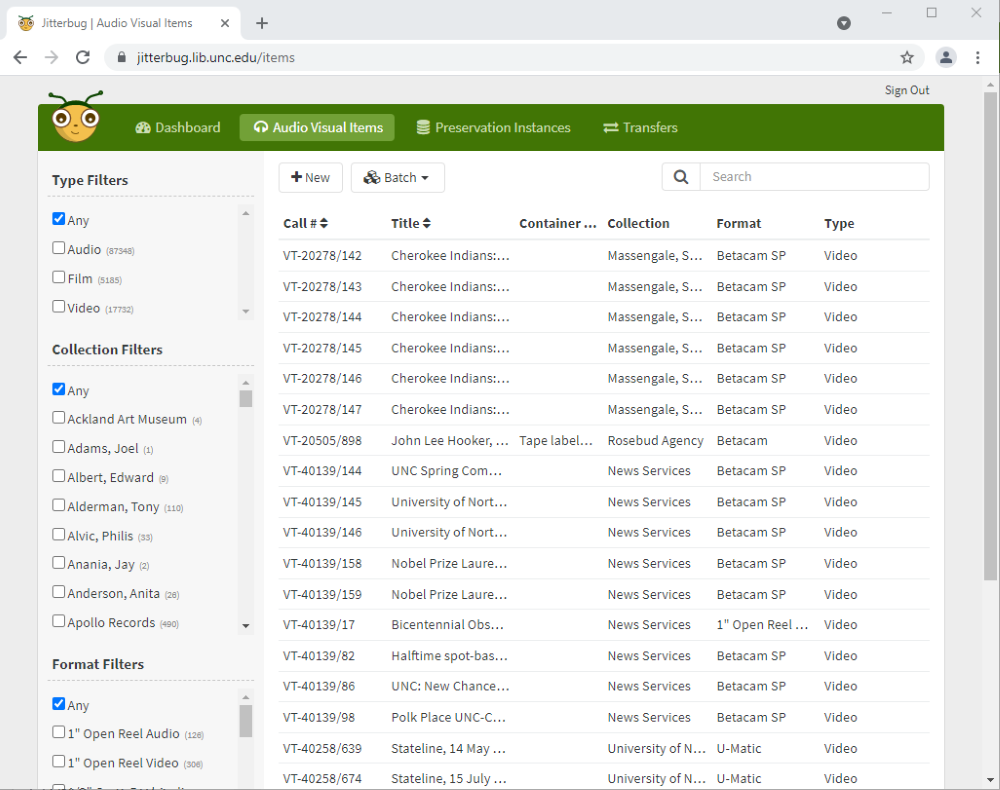 Jitterbug | Audio Visual Items
jitterbug.lib.unc.edu/items
Sign Out
Dashboard Audio Visual Items Preservation Instances Transfers
Type Filters
Any
Audio (87348)
Film (5185)
Video (17732)
Collection Filters
Any
Ackland Art Museum (4)
Adams, Joel (1)
Albert, Edward (9)
Alderman, Tony (110)
Alvic, Philis (33)
Anania, Jay (2)
Anderson, Anita (26)
Apollo Records (490)
Format Filters
Any
1" Open Reel Audio (126)
1" Open Reel Video (306)
New Batch Search
Call # Title Container ... Collection Format Type
VT-20278/142 Cherokee Indians:... Massengale, S... Betacam SP Video
VT-20278/143 Cherokee Indians:... Massengale, S... Betacam SP Video
VT-20278/144 Cherokee Indians:... Massengale, S... Betacam SP Video
VT-20278/145 Cherokee Indians:... Massengale, S... Betacam SP Video
VT-20278/146 Cherokee Indians:... Massengale, S... Betacam SP Video
VT-20278/147 Cherokee Indians:... Massengale, S... Betacam SP Video
VT-20505/898 John Lee Hooker, ... Tape label... Rosebud Agency Betacam Video
VT-40139/144 UNC Spring Com... News Services Betacam SP Video
VT-40139/145 University of Nort... News Services Betacam SP Video
VT-40139/146 University of Nort... News Services Betacam SP Video
VT-40139/158 Nobel Prize Laure... News Services Betacam SP Video
VT-40139/159 Nobel Prize Laure... News Services Betacam SP Video
VT-40139/17 Bicentennial Obs... News Services 1" Open Reel ... Video
VT-40139/82 Halftime spot-bas... News Services Betacam SP Video
VT-40139/86 UNC: New Chance... News Services Betacam SP Video
VT-40139/98 Polk Place UNC-C... News Services Betacam SP Video
VT-40258/639 Stateline, 14 May ... University of N... U-Matic Video
VT-40258/674 Stateline, 15 July ... University of N... U-Matic Video